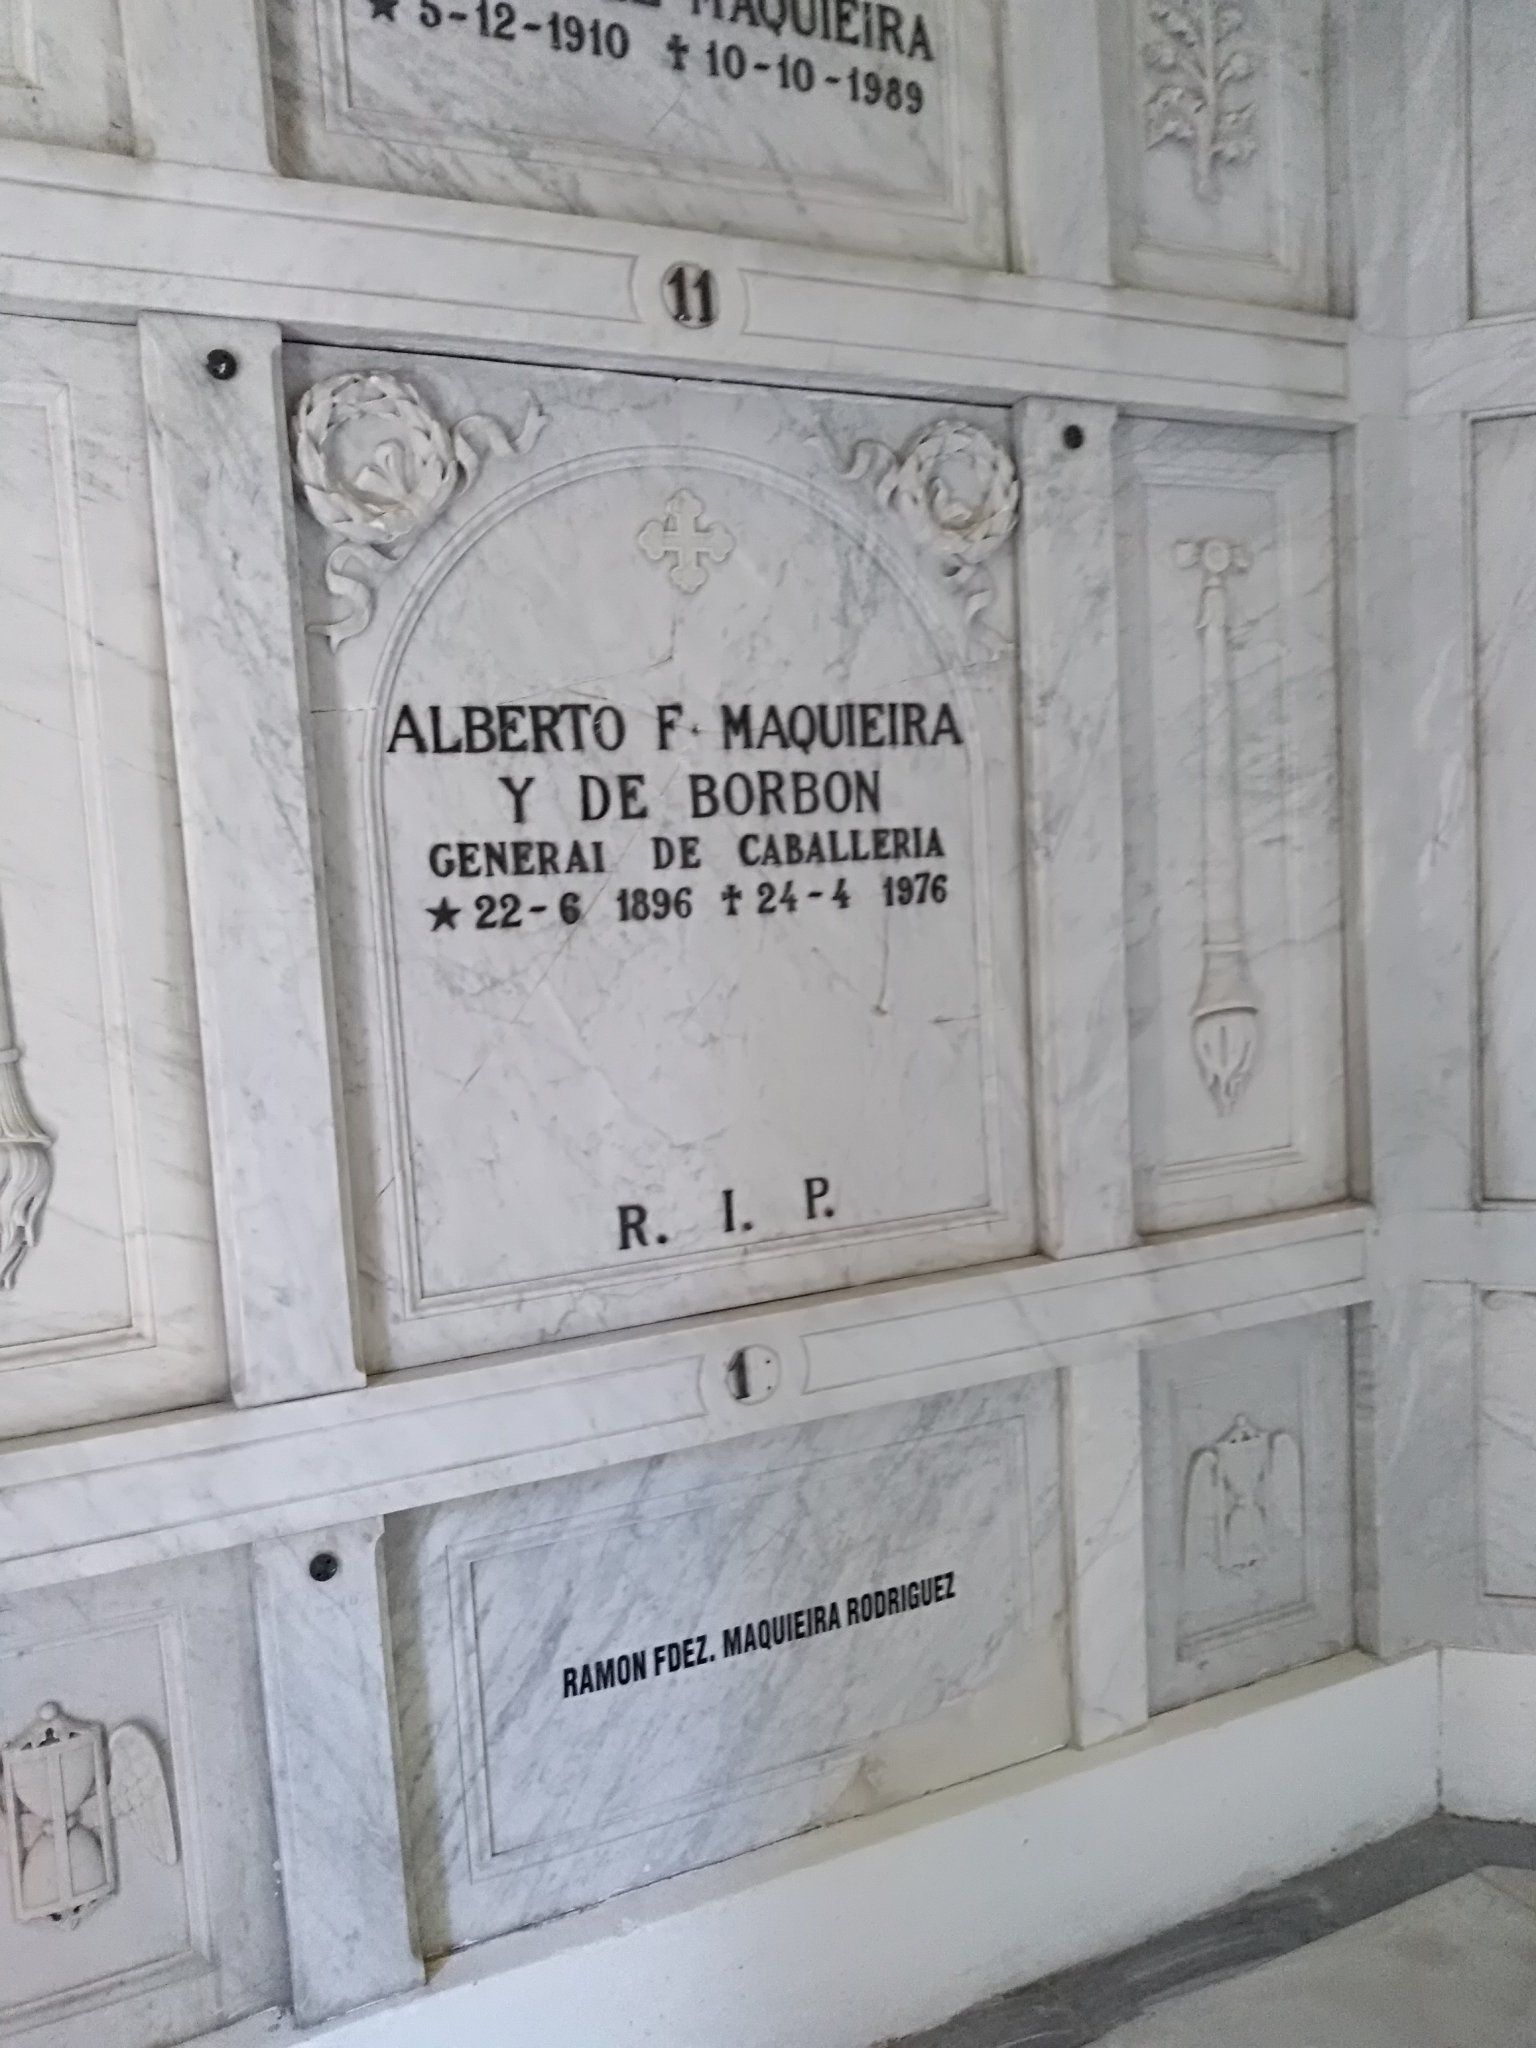 MAQUIEIRA
★ 5-12-1910 ✝ 10-10-1989
11
ALBERTO F. MAQUIEIRA
Y DE BORBON
GENERAI DE CABALLERIA
★ 22-6 1896 ✝ 24-4 1976
R. I. P.
1
RAMON FDEZ. MAQUIEIRA RODRIGUEZ